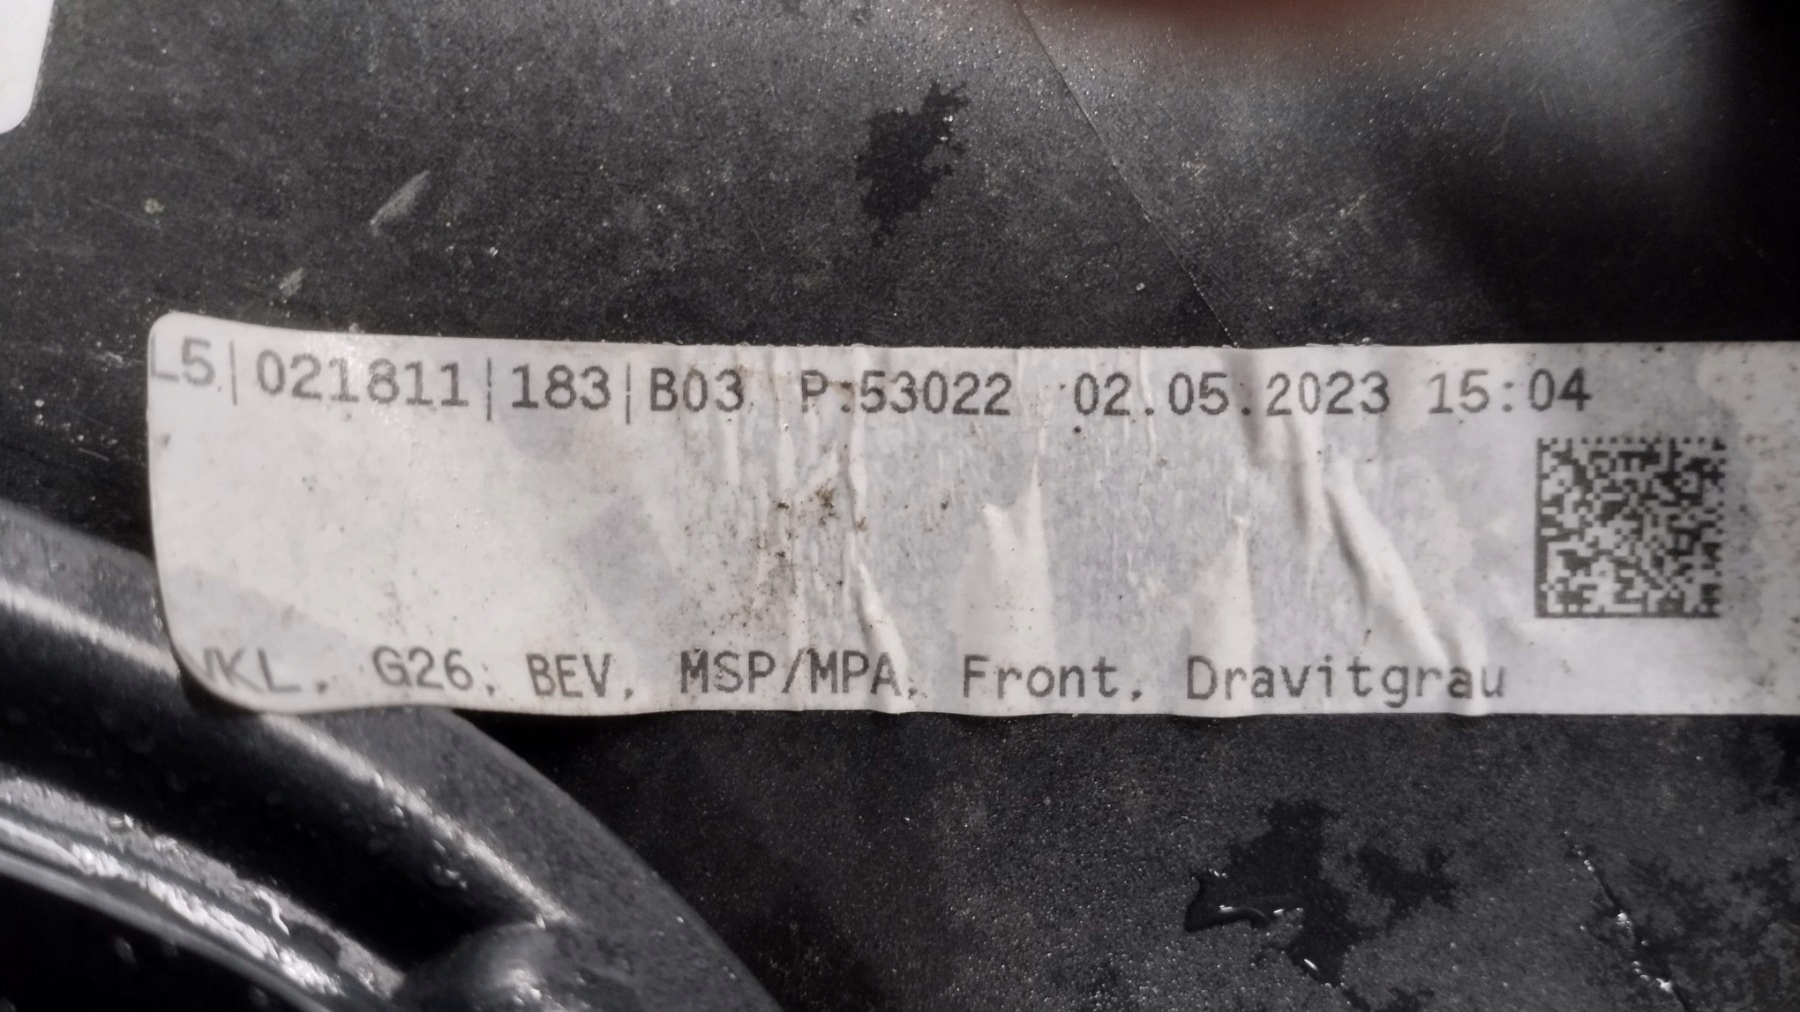 L5|021811|183|B03 P:53022 02.05.2023 15:04
VKL, G26, BEV, MSP/MPA, Front, Dravitgrau